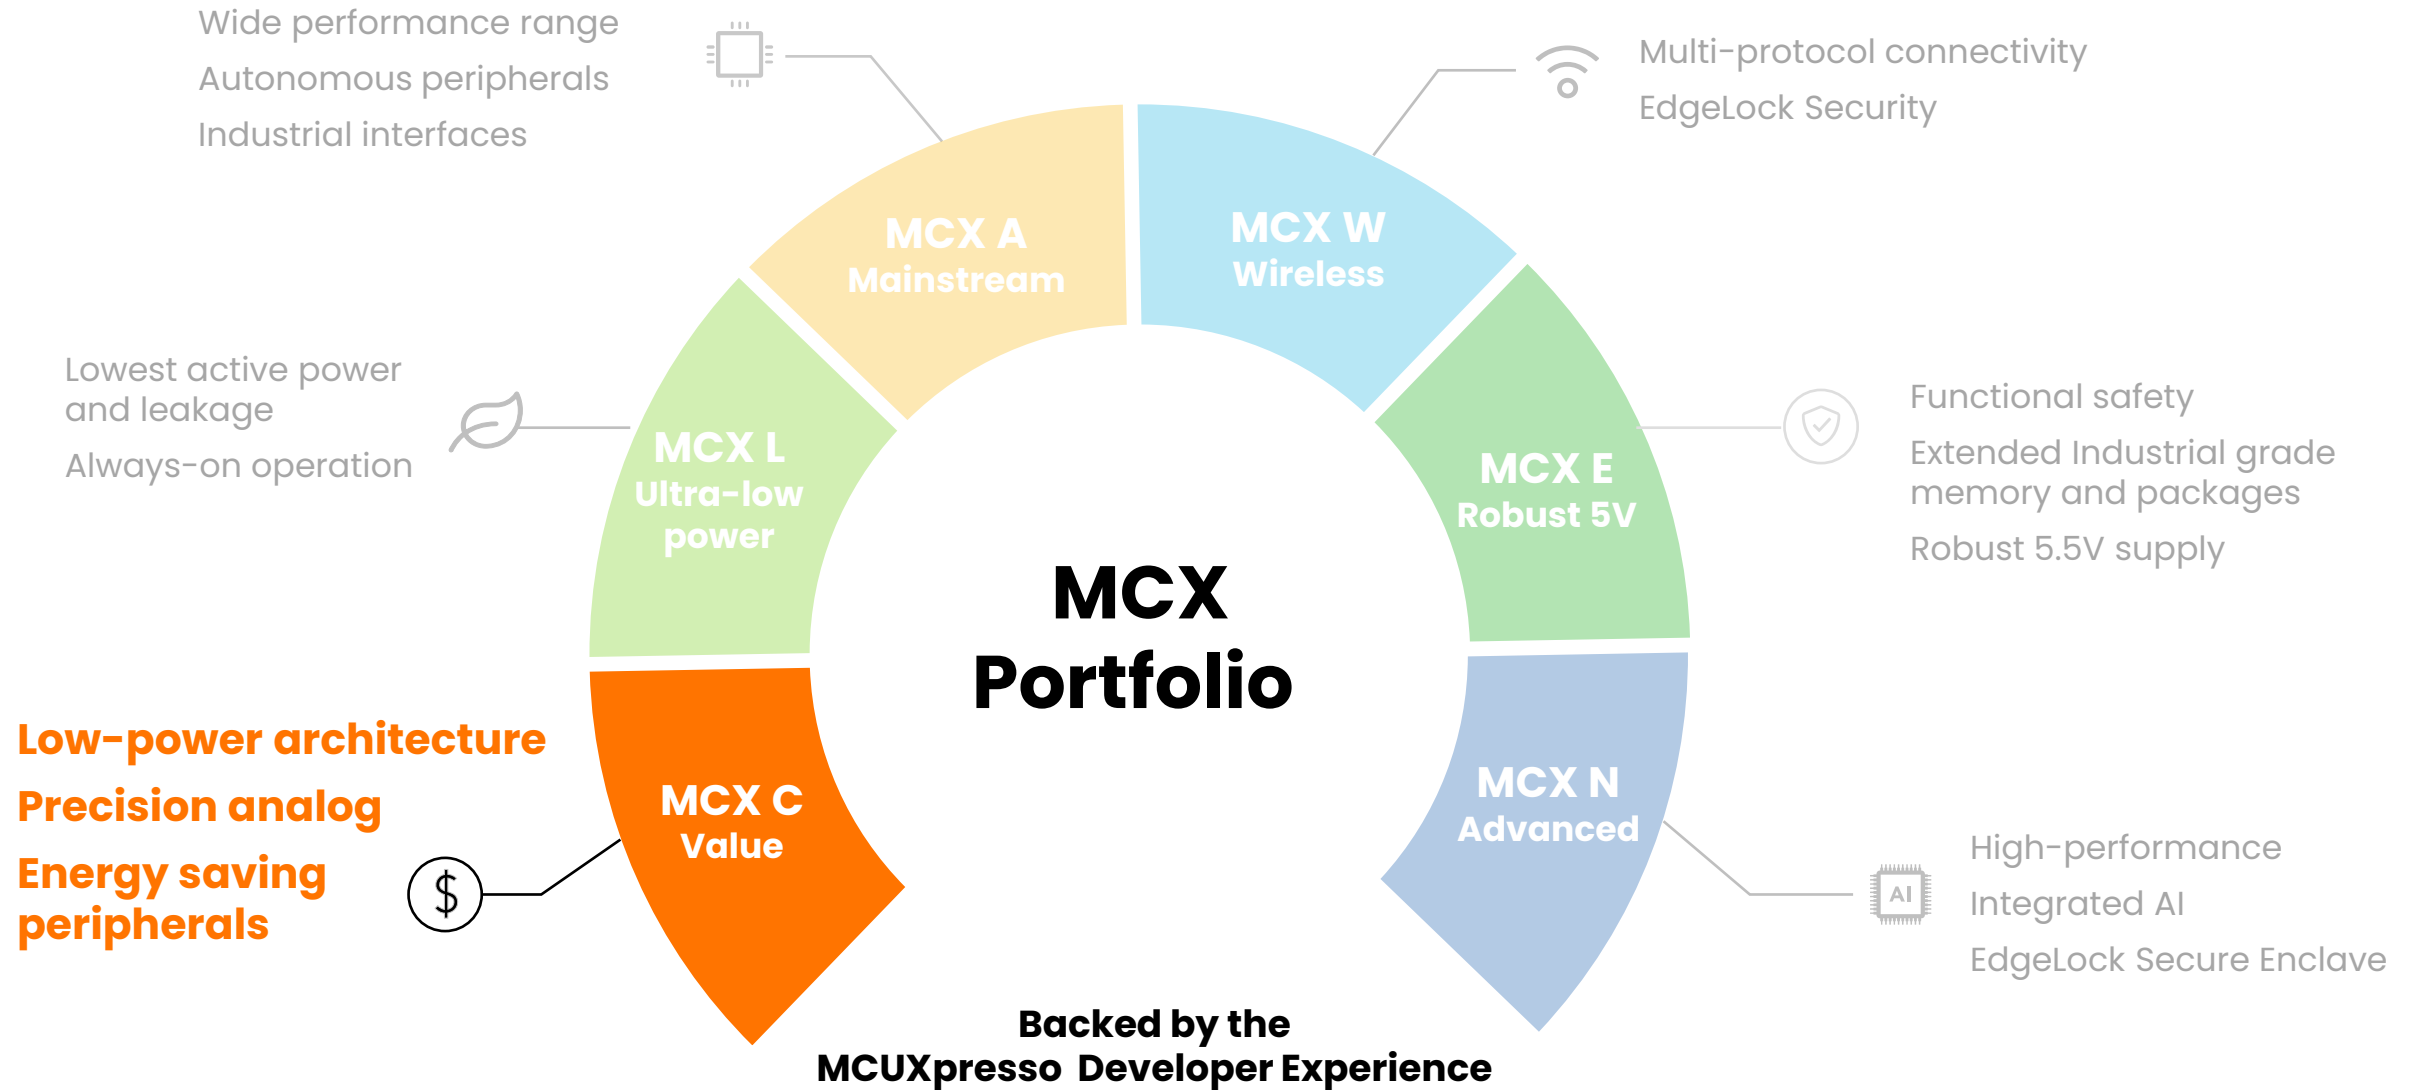 Wide performance range
Autonomous peripherals
Industrial interfaces
Multi-protocol connectivity
EdgeLock Security
MCX A
Mainstream
MCX W
Wireless
Lowest active power
and leakage
Always-on operation
MCX L
Ultra-low
power
MCX E
Robust 5V
Functional safety
Extended Industrial grade
memory and packages
Robust 5.5V supply
MCX
Portfolio
Low-power architecture
Precision analog
Energy saving
peripherals
$
MCX C
Value
MCX N
Advanced
AI
High-performance
Integrated AI
EdgeLock Secure Enclave
Backed by the
MCUXpresso Developer Experience